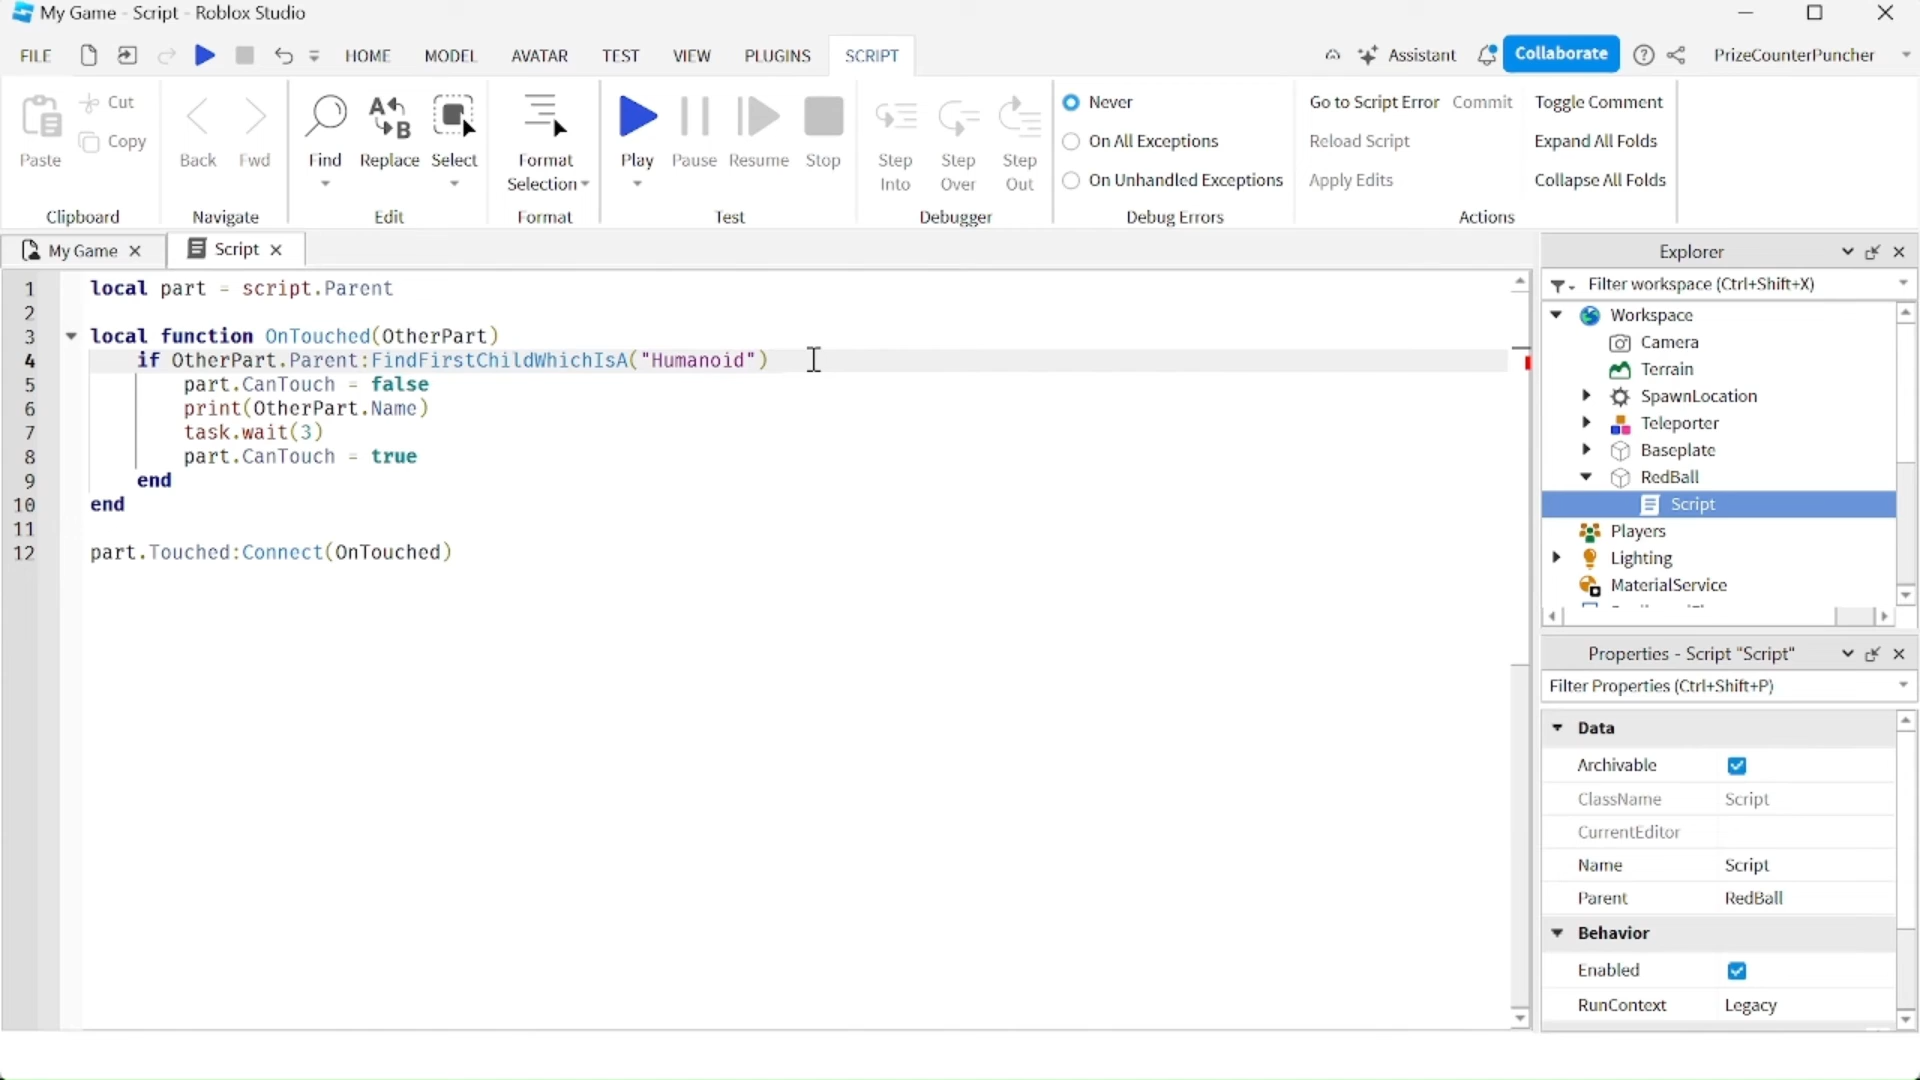 My Game - Script - Roblox Studio
FILE HOME MODEL AVATAR TEST VIEW PLUGINS SCRIPT Assistant Collaborate PrizeCounterPuncher
Paste Cut Copy
Clipboard
Back Fwd
Navigate
Find Replace Select
Edit
Format Selection
Format
Play Pause Resume Stop
Test
Step Into Step Over Step Out
Debugger
Never
On All Exceptions
On Unhandled Exceptions
Debug Errors
Go to Script Error Commit Toggle Comment
Reload Script Expand All Folds
Apply Edits Collapse All Folds
Actions
My Game Script
1 local part = script.Parent
2
3 local function OnTouched(OtherPart)
4 if OtherPart.Parent:FindFirstChildWhichIsA("Humanoid")
5 part.CanTouch = false
6 print(OtherPart.Name)
7 task.wait(3)
8 part.CanTouch = true
9 end
10 end
11
12 part.Touched:Connect(OnTouched)
Explorer
Filter workspace (Ctrl+Shift+X)
Workspace
Camera
Terrain
SpawnLocation
Teleporter
Baseplate
RedBall
Script
Players
Lighting
MaterialService
Properties - Script "Script"
Filter Properties (Ctrl+Shift+P)
Data
Archivable
ClassName Script
CurrentEditor
Name Script
Parent RedBall
Behavior
Enabled
RunContext Legacy